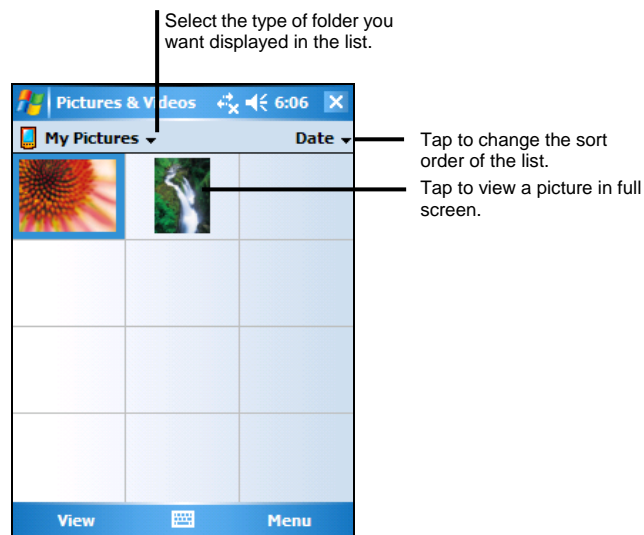 Select the type of folder you
want displayed in the list.
Pictures & Videos 6:06
My Pictures Date
Tap to change the sort
order of the list.
Tap to view a picture in full
screen.
View Menu